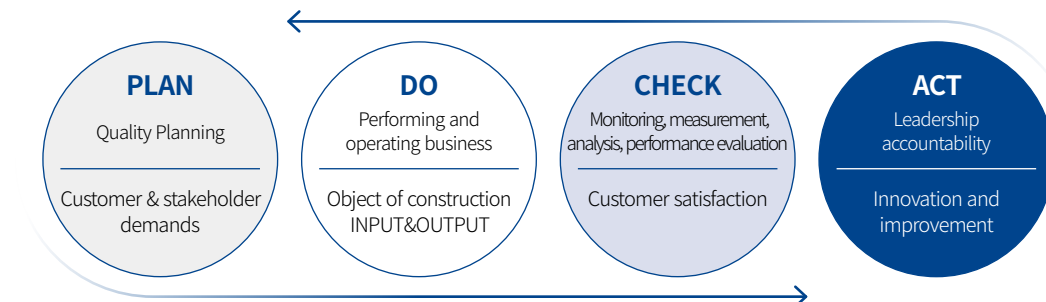 PLAN
Quality Planning
Customer & stakeholder
demands
DO
Performing and
operating business
Object of construction
INPUT&OUTPUT
CHECK
Monitoring, measurement,
analysis, performance evaluation
Customer satisfaction
ACT
Leadership
accountability
Innovation and
improvement